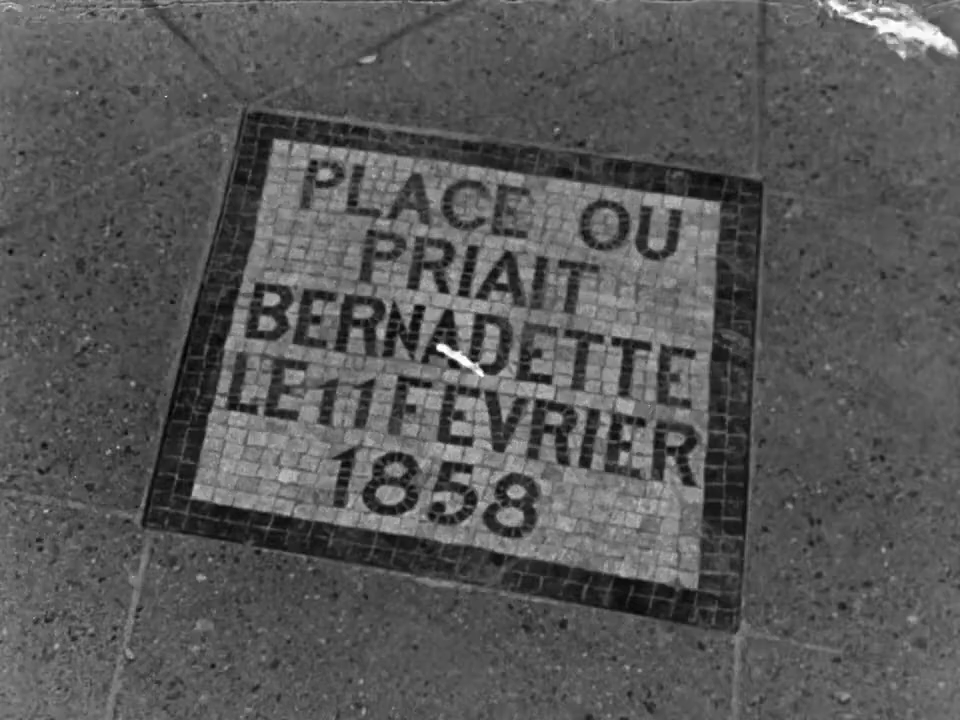 PLACE OU
PRIAIT
BERNADETTE
LE 11 FEVRIER
1858